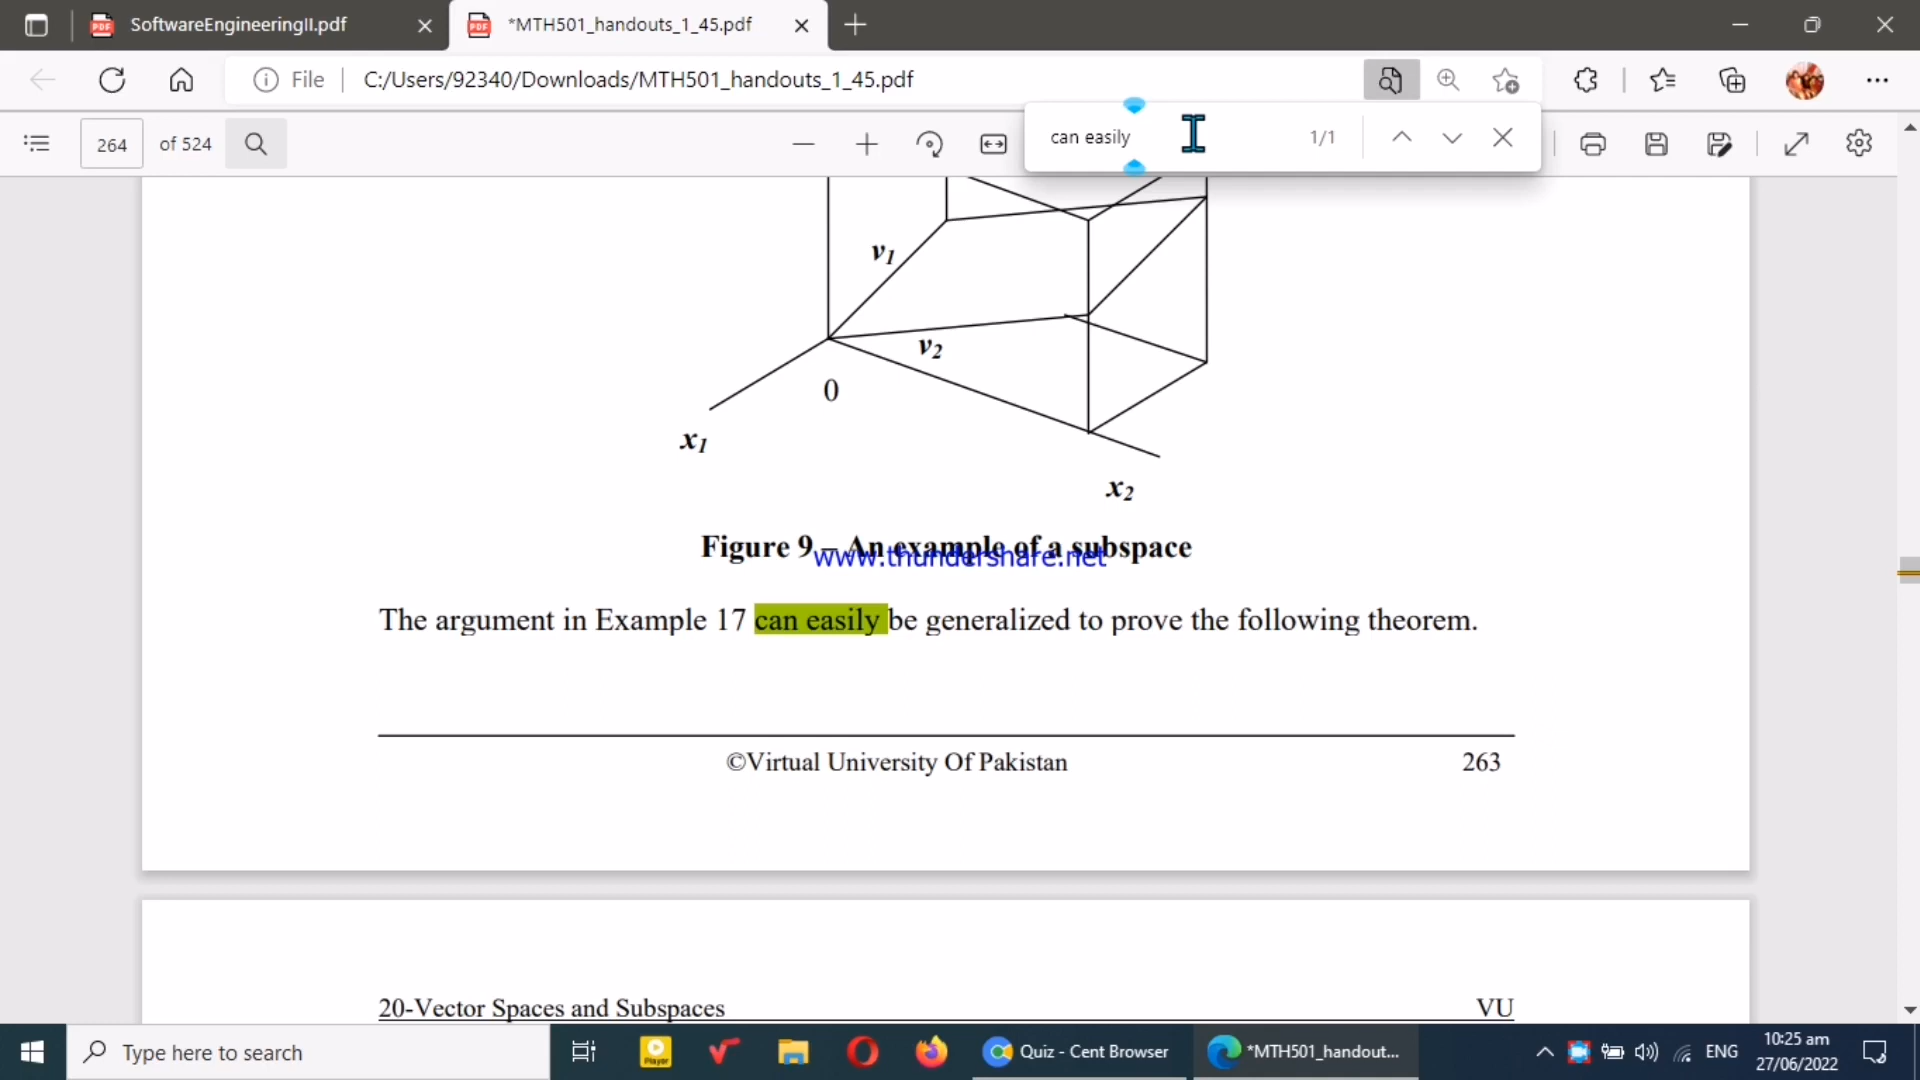 SoftwareEngineeringII.pdf
*MTH501_handouts_1_45.pdf
File
C:/Users/92340/Downloads/MTH501_handouts_1_45.pdf
can easily
1/1
264
of 524
v1
v2
0
x1
x2
Figure 9 – An example of a subspace
www.thundershare.net
The argument in Example 17 can easily be generalized to prove the following theorem.
©Virtual University Of Pakistan
263
20-Vector Spaces and Subspaces
VU
Type here to search
Player
Quiz - Cent Browser
*MTH501_handout...
ENG
10:25 am
27/06/2022